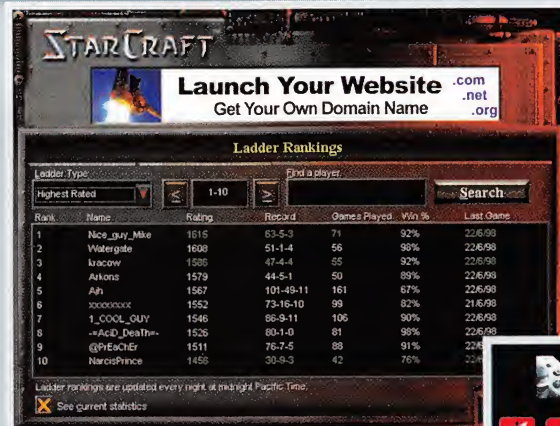 STARCRAFT
Launch Your Website .com
.net
Get Your Own Domain Name .org
Ladder Rankings
Ladder Type
Find a player
Highest Rated < 1-10 > Search
Rank Name Rating Record Games Played Win % Last Game
1 Nice_guy_Mike 1615 63-5-3 71 92% 22/6/98
2 Watergate 1608 51-1-4 56 98% 22/6/98
3 kracow 1586 47-4-4 55 92% 22/6/98
4 Arkons 1579 44-5-1 50 89% 22/6/98
5 Ajh 1567 101-49-11 161 67% 22/6/98
6 1552 73-16-10 99 82% 21/6/98
7 1_COOL_GUY 1546 86-9-11 106 90% 22/6/98
8 -=AciD_DeaTh=- 1526 80-1-0 81 98% 22/6/98
9 @PrEaChEr 1511 76-7-5 88 91% 22/6
10 NarcisPrince 1456 30-9-3 42 76%
Ladder rankings are updated every night at midnight Pacific Time.
X See current statistics